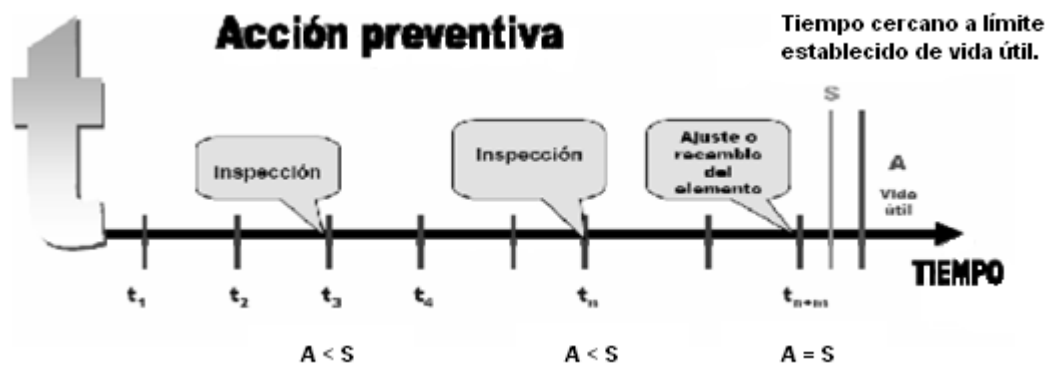 t
Acción preventiva
Tiempo cercano a límite
establecido de vida útil.
S
Inspección
Inspección
Ajuste o
recambio
del
elemento
A
Vida
útil
TIEMPO
t1
t2
t3
t4
tn
tn+m
A < S
A < S
A = S